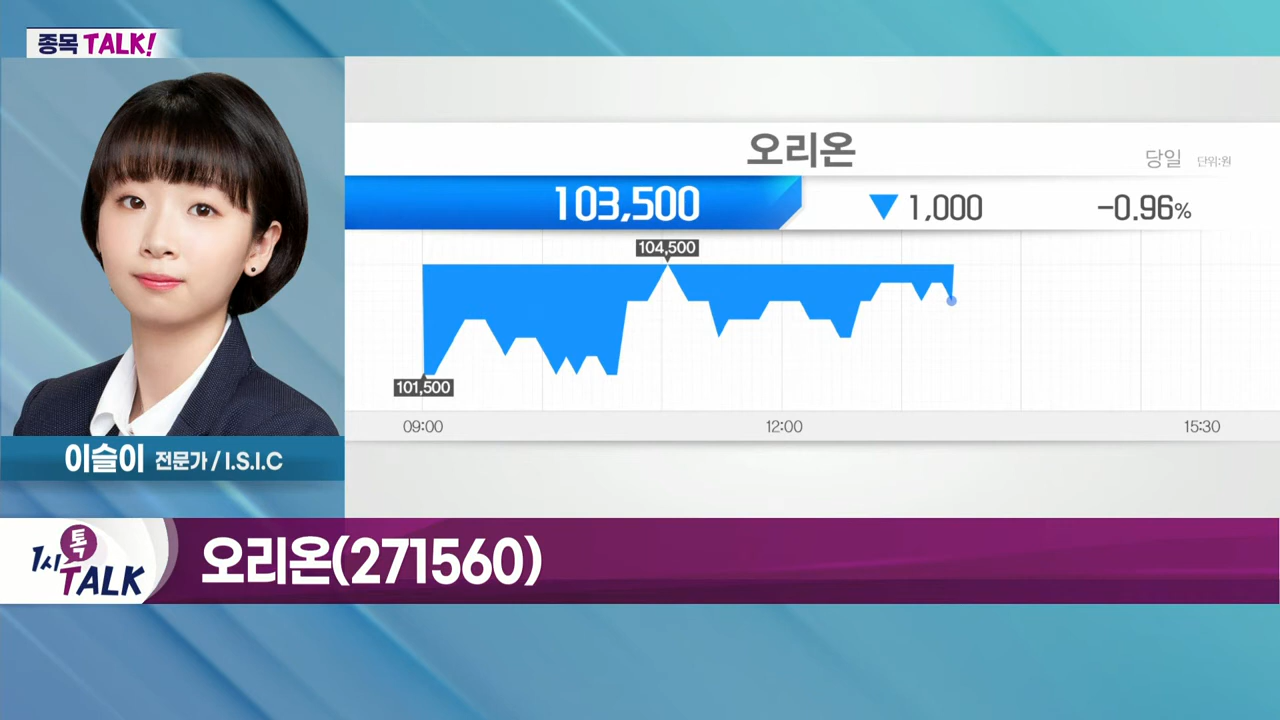 종목 TALK!
오리온
당일 단위:원
103,500 ▼ 1,000 -0.96%
104,500
101,500
09:00 12:00 15:30
이슬이 전문가 / I.S.I.C
1시 톡 TALK
오리온(271560)